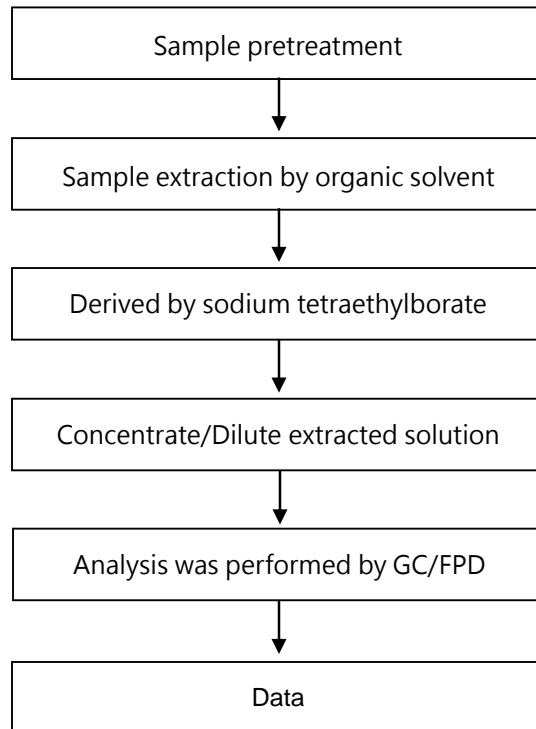 Sample pretreatment
Sample extraction by organic solvent
Derived by sodium tetraethylborate
Concentrate/Dilute extracted solution
Analysis was performed by GC/FPD
Data